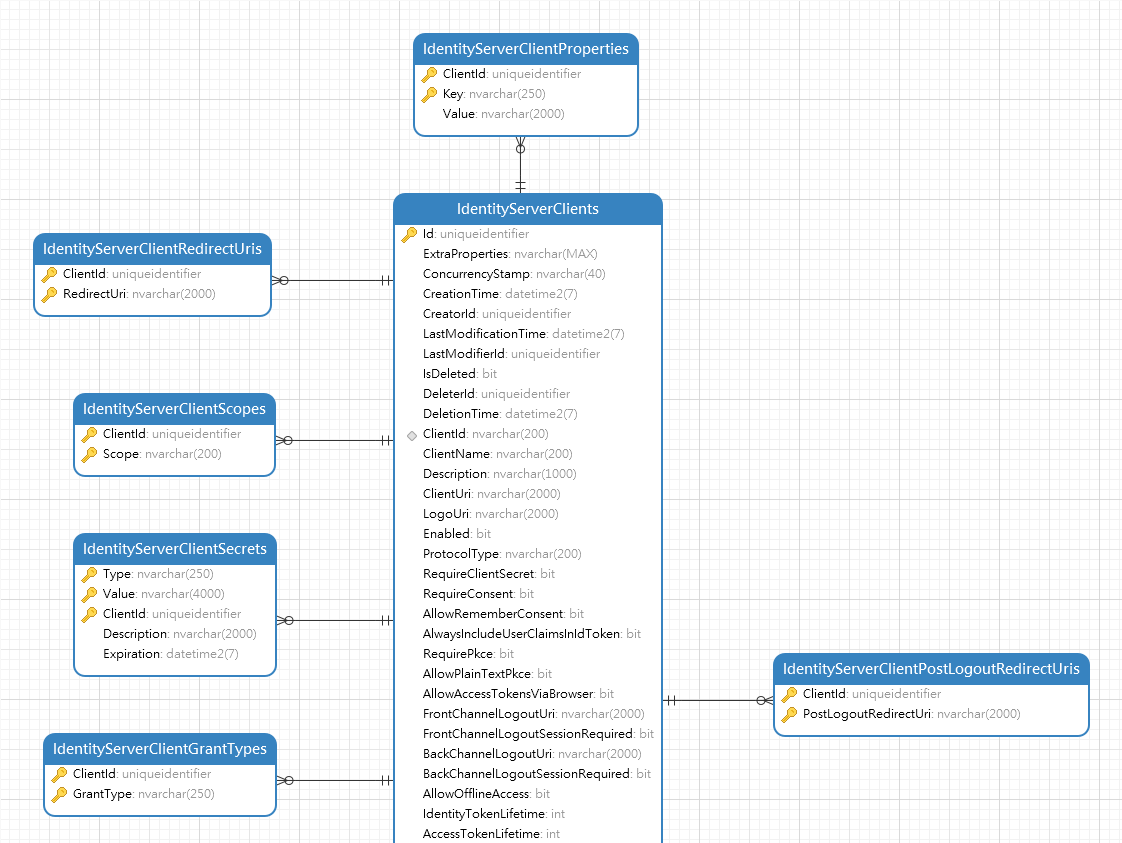 IdentityServerClientProperties
ClientId: uniqueidentifier
Key: nvarchar(250)
Value: nvarchar(2000)
IdentityServerClientRedirectUris
ClientId: uniqueidentifier
RedirectUri: nvarchar(2000)
IdentityServerClientScopes
ClientId: uniqueidentifier
Scope: nvarchar(200)
IdentityServerClientSecrets
Type: nvarchar(250)
Value: nvarchar(4000)
ClientId: uniqueidentifier
Description: nvarchar(2000)
Expiration: datetime2(7)
IdentityServerClientGrantTypes
ClientId: uniqueidentifier
GrantType: nvarchar(250)
IdentityServerClients
Id: uniqueidentifier
ExtraProperties: nvarchar(MAX)
ConcurrencyStamp: nvarchar(40)
CreationTime: datetime2(7)
CreatorId: uniqueidentifier
LastModificationTime: datetime2(7)
LastModifierId: uniqueidentifier
IsDeleted: bit
DeleterId: uniqueidentifier
DeletionTime: datetime2(7)
ClientId: nvarchar(200)
ClientName: nvarchar(200)
Description: nvarchar(1000)
ClientUri: nvarchar(2000)
LogoUri: nvarchar(2000)
Enabled: bit
ProtocolType: nvarchar(200)
RequireClientSecret: bit
RequireConsent: bit
AllowRememberConsent: bit
AlwaysIncludeUserClaimsInIdToken: bit
RequirePkce: bit
AllowPlainTextPkce: bit
AllowAccessTokensViaBrowser: bit
FrontChannelLogoutUri: nvarchar(2000)
FrontChannelLogoutSessionRequired: bit
BackChannelLogoutUri: nvarchar(2000)
BackChannelLogoutSessionRequired: bit
AllowOfflineAccess: bit
IdentityTokenLifetime: int
AccessTokenLifetime: int
IdentityServerClientPostLogoutRedirectUris
ClientId: uniqueidentifier
PostLogoutRedirectUri: nvarchar(2000)